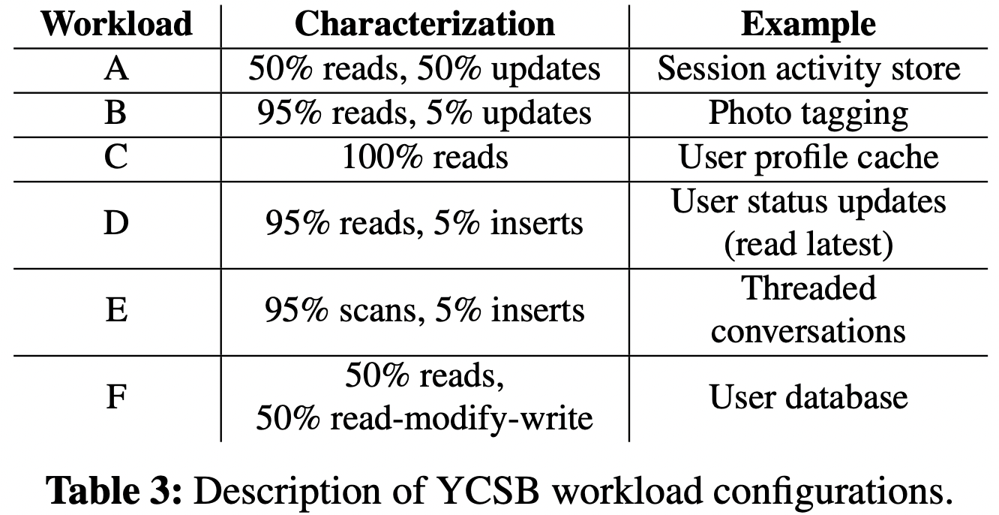 Workload Characterization Example
A 50% reads, 50% updates Session activity store
B 95% reads, 5% updates Photo tagging
C 100% reads User profile cache
D 95% reads, 5% inserts User status updates
(read latest)
E 95% scans, 5% inserts Threaded
conversations
F 50% reads,
50% read-modify-write User database
Table 3: Description of YCSB workload configurations.